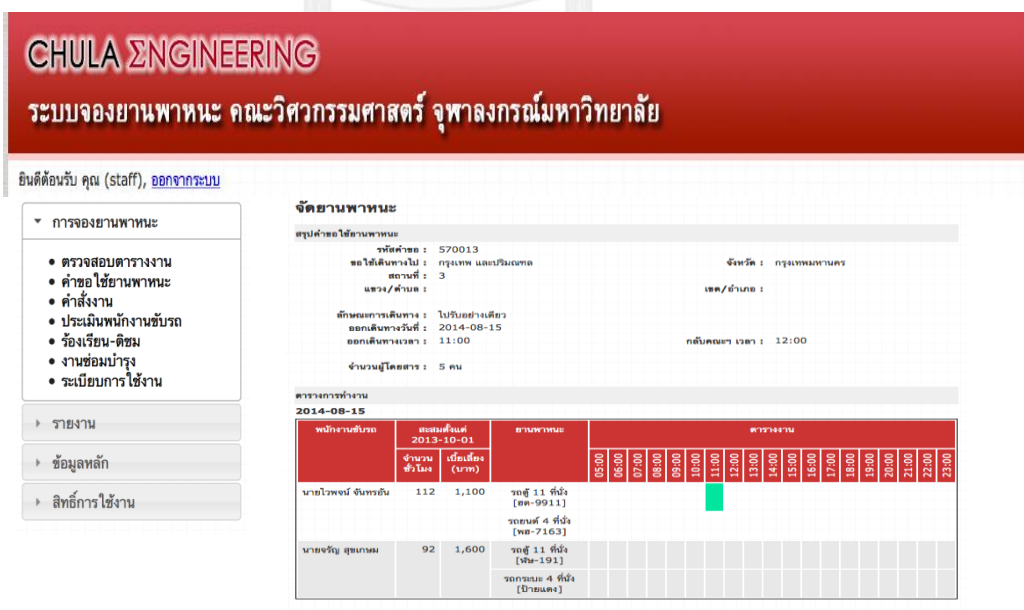 CHULA ΣNGINEERING
ระบบจองยานพาหนะ คณะวิศวกรรมศาสตร์ จุฬาลงกรณ์มหาวิทยาลัย
ยินดีต้อนรับ คุณ (staff), ออกจากระบบ
การจองยานพาหนะ
ตรวจสอบตารางงาน
คำขอใช้ยานพาหนะ
คำสั่งงาน
ประเมินพนักงานขับรถ
ร้องเรียน-ติชม
งานซ่อมบำรุง
ระเบียบการใช้งาน
รายงาน
ข้อมูลหลัก
สิทธิ์การใช้งาน
จัดยานพาหนะ
สรุปคำขอใช้ยานพาหนะ
รหัสคำขอ : 570013
ขอใช้เดินทางไป : กรุงเทพ และปริมณฑล จังหวัด : กรุงเทพมหานคร
สถานที่ : 3
แขวง/ตำบล : เขต/อำเภอ :
ลักษณะการเดินทาง : ไปรับอย่างเดียว
ออกเดินทางวันที่ : 2014-08-15
ออกเดินทางเวลา : 11:00 กลับคณะฯ เวลา : 12:00
จำนวนผู้โดยสาร : 5 คน
ตารางการทำงาน
2014-08-15
พนักงานขับรถ สะสมตั้งแต่ 2013-10-01 ยานพาหนะ ตารางงาน
จำนวนชั่วโมง เบี้ยเลี้ยง (บาท) 05:00 06:00 07:00 08:00 09:00 10:00 11:00 12:00 13:00 14:00 15:00 16:00 17:00 18:00 19:00 20:00 21:00 22:00 23:00
นายไวพจน์ จันทรอัน 112 1,100 รถตู้ 11 ที่นั่ง
[ฮต-9911]
รถยนต์ 4 ที่นั่ง
[พฮ-7163]
นายจรัญ สุขเกษม 92 1,600 รถตู้ 11 ที่นั่ง
[ฬษ-191]
รถกระบะ 4 ที่นั่ง
[ป้ายแดง]